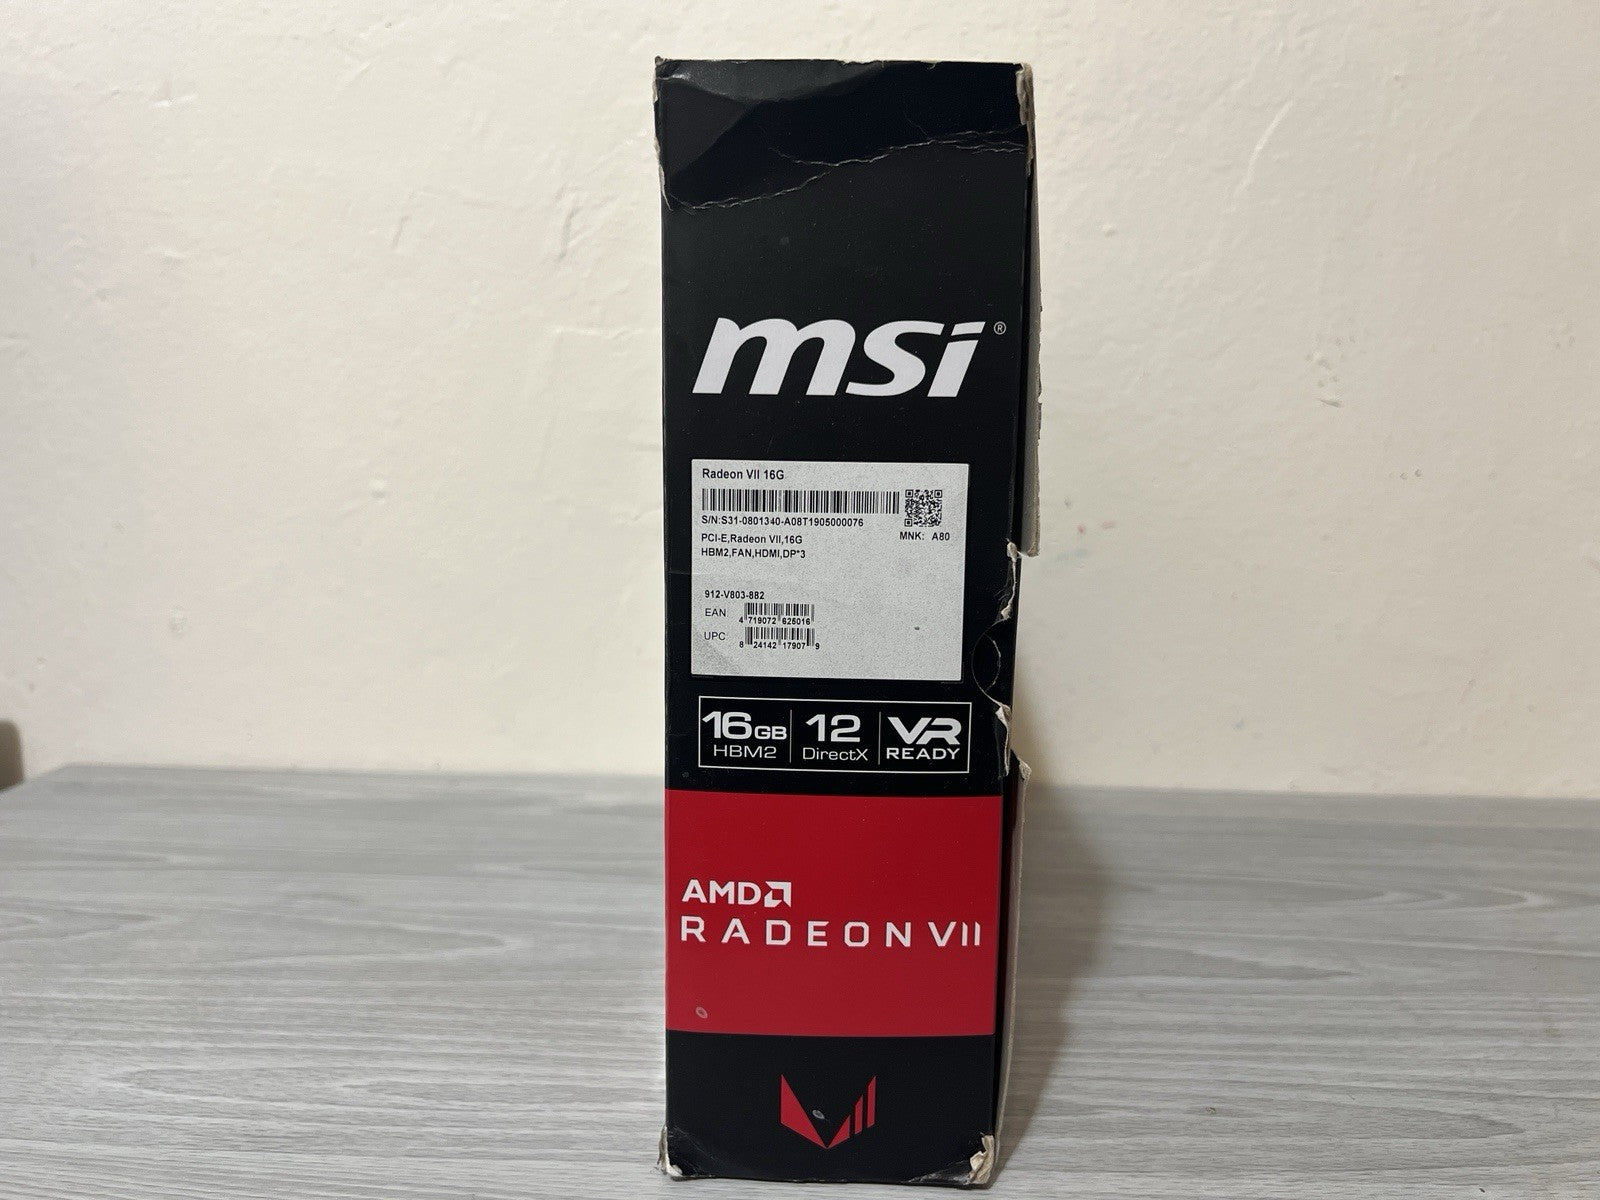 msi®
Radeon VII 16G
S/N:S31-0801340-A08T1905000076
PCI-E,Radeon VII,16G
MNK: A80
HBM2,FAN,HDMI,DP*3
912-V803-882
EAN
4 719072 625016
UPC
8 24142 17907 9
16GB HBM2
12 DirectX
VR READY
AMD
RADEON VII